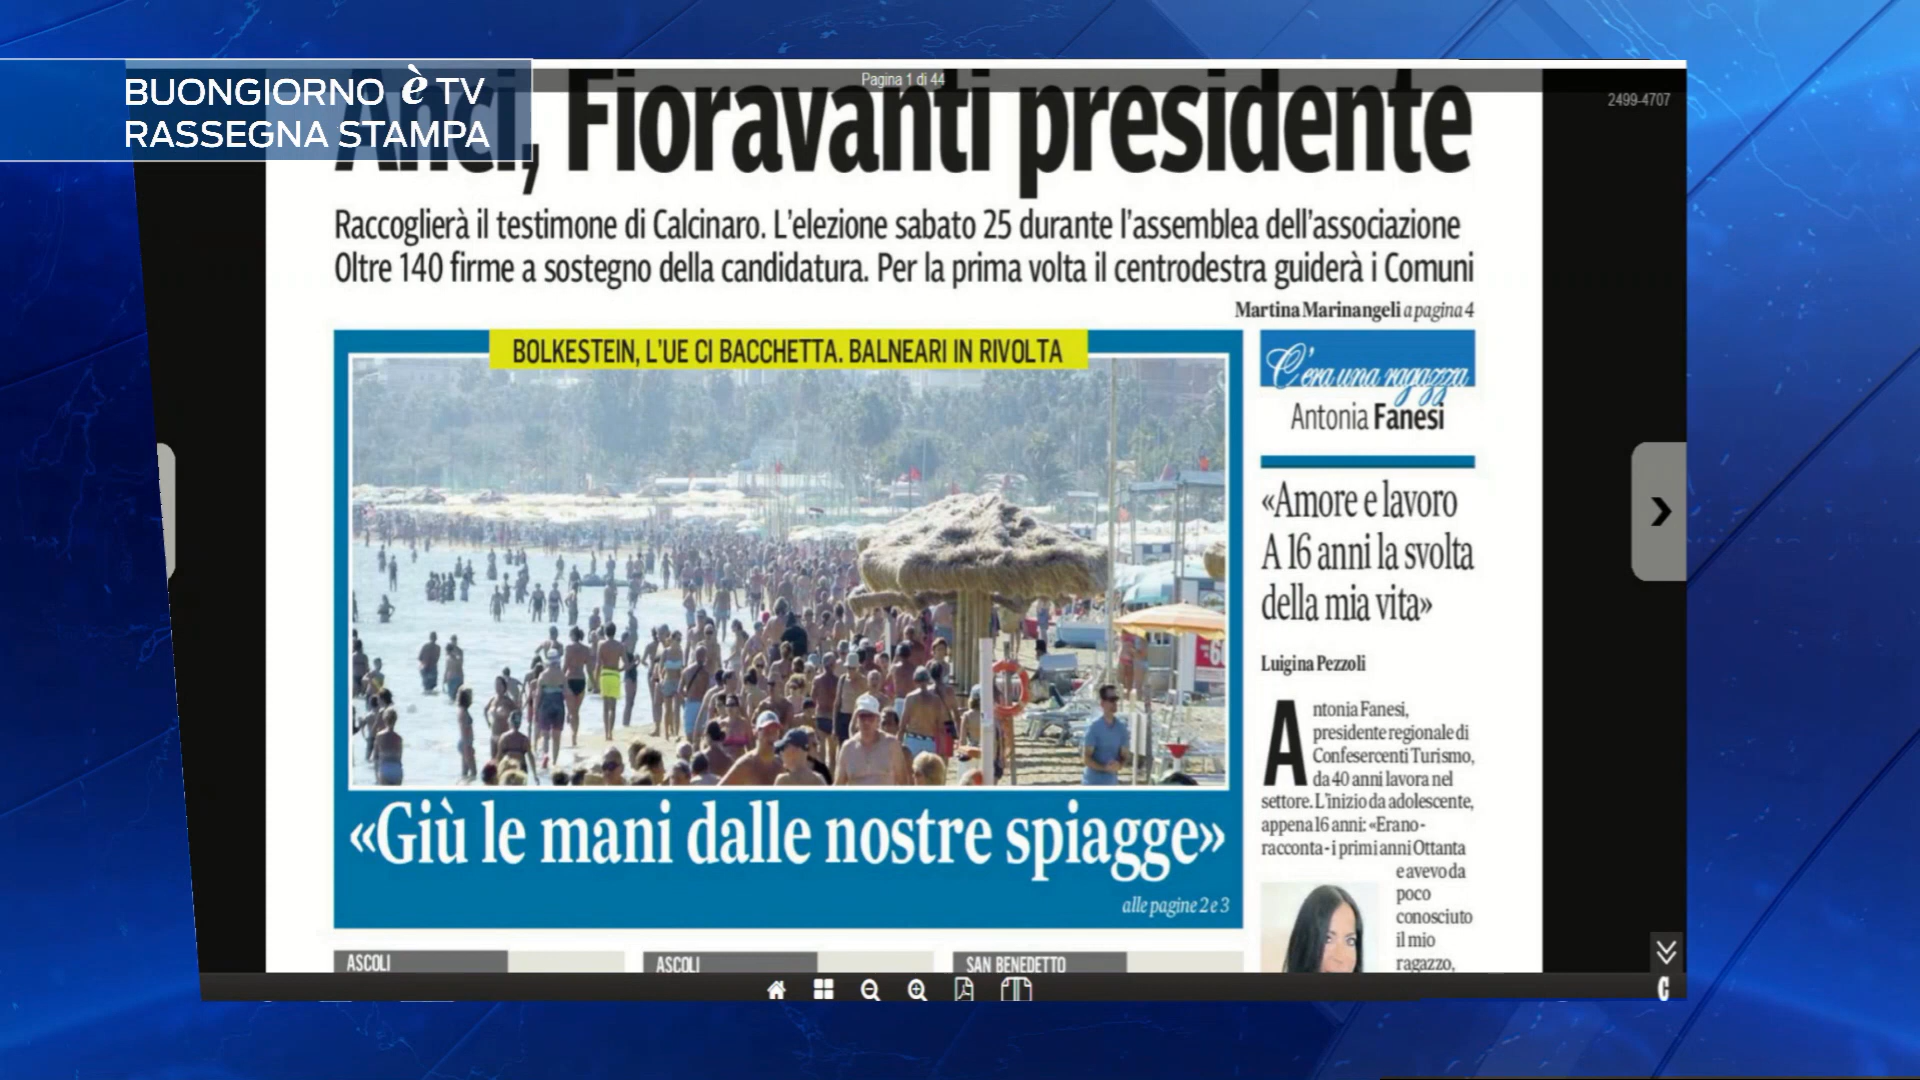 BUONGIORNO è TV
RASSEGNA STAMPA
Pagina 1 di 44
2499-4707
Anci, Fioravanti presidente
Raccoglierà il testimone di Calcinaro. L'elezione sabato 25 durante l'assemblea dell'associazione
Oltre 140 firme a sostegno della candidatura. Per la prima volta il centrodestra guiderà i Comuni
Martina Marinangeli a pagina 4
BOLKESTEIN, L'UE CI BACCHETTA. BALNEARI IN RIVOLTA
«Giù le mani dalle nostre spiagge»
alle pagine 2 e 3
C'era una ragazza
Antonia Fanesi
«Amore e lavoro
A 16 anni la svolta
della mia vita»
Luigina Pezzoli
Antonia Fanesi,
presidente regionale di
Confesercenti Turismo,
da 40 anni lavora nel
settore. L'inizio da adolescente,
appena 16 anni: «Erano -
racconta - i primi anni Ottanta
e avevo da
poco
conosciuto
il mio
ragazzo,
ASCOLI
ASCOLI
SAN BENEDETTO